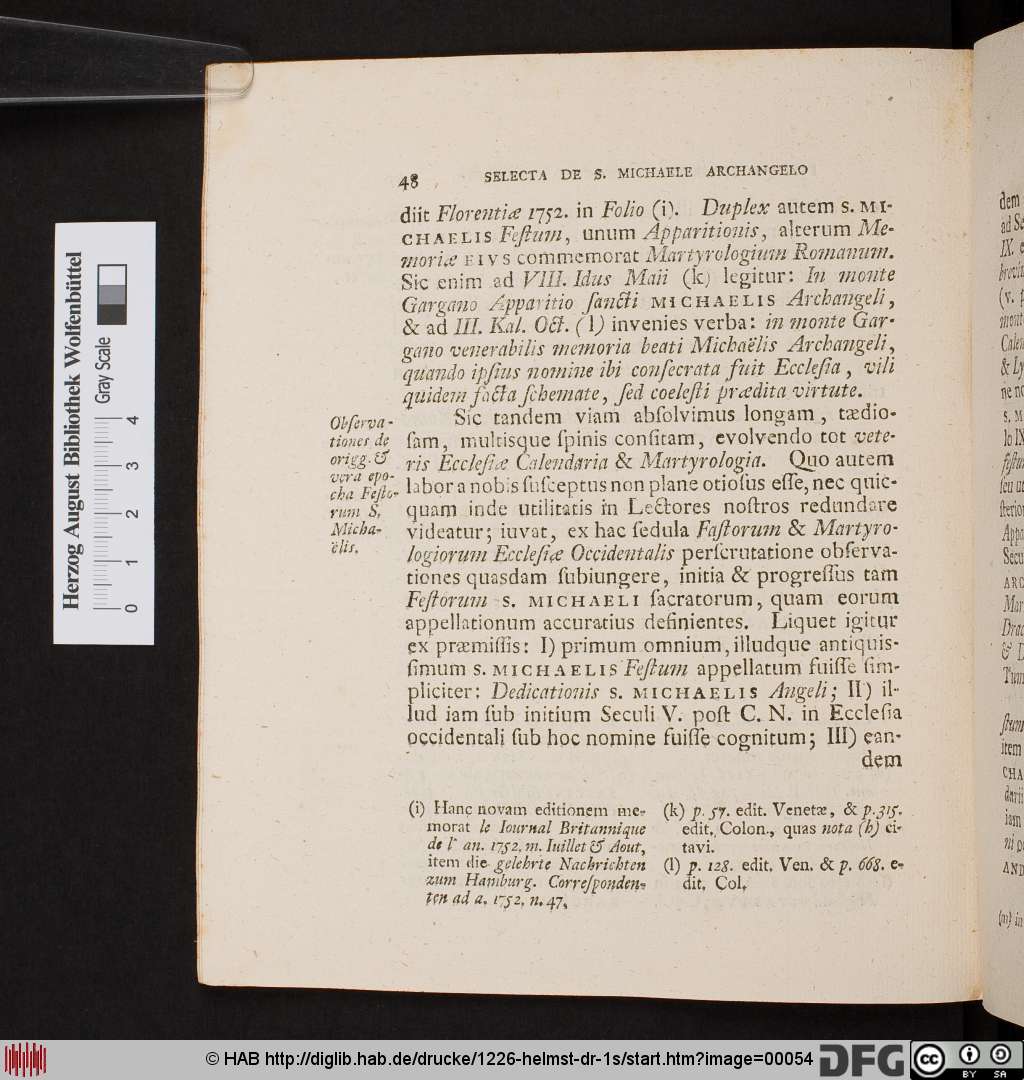 48 SELECTA DE S. MICHAELE ARCHANGELO
diit Florentiæ 1752. in Folio (i). Duplex autem S. MI-
CHAELIS Feſtum, unum Apparitionis, alterum Me-
moriæ EIVS commemorat Martyrologium Romanum.
Sic enim ad VIII. Idus Maii (k) legitur: In monte
Gargano Apparitio ſancti MICHAELIS Archangeli,
& ad III. Kal. Oct. (l) invenies verba: in monte Gar-
gano venerabilis memoria beati Michaëlis Archangeli,
quando ipſius nomine ibi conſecrata fuit Eccleſia, vili
quidem facta ſchemate, ſed coeleſti prædita virtute.
Sic tandem viam abſolvimus longam, tædio-
ſam, multisque ſpinis conſitam, evolvendo tot vete-
ris Eccleſiæ Calendaria & Martyrologia. Quo autem
labor a nobis ſuſceptus non plane otioſus eſſe, nec quic-
quam inde utilitatis in Lectores noſtros redundare
videatur; iuvat, ex hac ſedula Faſtorum & Martyro-
logiorum Eccleſiæ Occidentalis perſcrutatione obſerva-
tiones quasdam ſubiungere, initia & progreſſus tam
Feſtorum S. MICHAELI ſacratorum, quam eorum
appellationum accuratius definientes. Liquet igitur
ex præmiſſis: I) primum omnium, illudque antiquis-
ſimum S. MICHAELIS Feſtum appellatum fuiſſe ſim-
pliciter: Dedicationis S. MICHAELIS Angeli; II) il-
lud iam ſub initium Seculi V. poſt C. N. in Eccleſia
occidentali ſub hoc nomine fuiſſe cognitum; III) ean-
dem
Obſerva-
tiones de
origg. &
vera epo-
cha Feſto-
rum S.
Micha-
ëlis.
(i) Hanc novam editionem me-
morat le Iournal Britannique
de l' an. 1752. m. Iuillet & Aout,
item die gelehrte Nachrichten
zum Hamburg. Correſponden-
ten ad a. 1752. n. 47.
(k) p. 57. edit. Venetæ, & p. 315.
edit. Colon., quas nota (h) ci-
tavi.
(l) p. 128. edit. Ven. & p. 668. e-
dit. Col.
Herzog August Bibliothek Wolfenbüttel
Gray Scale
0 1 2 3 4
© HAB http://diglib.hab.de/drucke/1226-helmst-dr-1s/start.htm?image=00054
DFG
cc BY SA